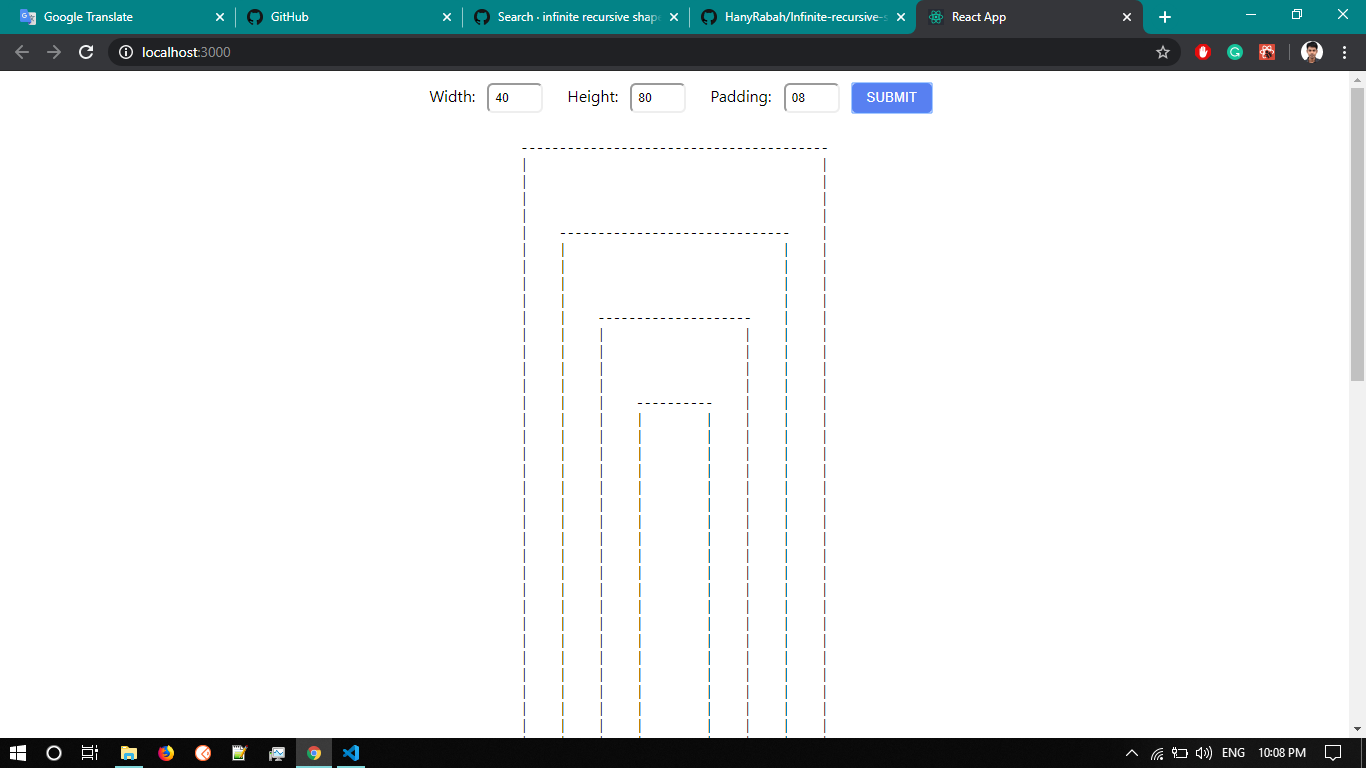 Google Translate
GitHub
Search · infinite recursive shape
HanyRabah/Infinite-recursive-s
React App
localhost:3000
Width: 40 Height: 80 Padding: 08 SUBMIT
ENG 10:08 PM